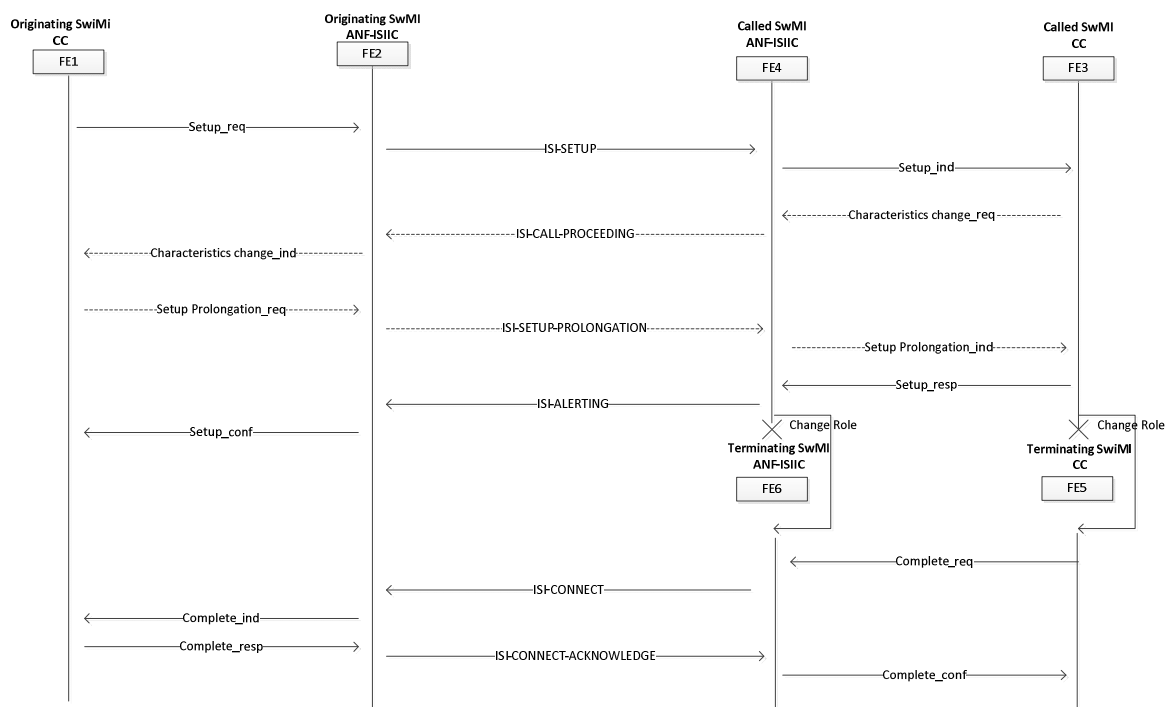 Originating SwiMi
CC
FE1
Originating SwMI
ANF-ISIIC
FE2
Called SwMI
ANF-ISIIC
FE4
Called SwMI
CC
FE3
Setup_req
ISI-SETUP
Setup_ind
Characteristics change_req
ISI-CALL-PROCEEDING
Characteristics change_ind
Setup Prolongation_req
ISI-SETUP-PROLONGATION
Setup Prolongation_ind
Setup_resp
ISI-ALERTING
Setup_conf
Change Role
Change Role
Terminating SwMI
ANF-ISIIC
FE6
Terminating SwiMI
CC
FE5
Complete_req
ISI-CONNECT
Complete_ind
Complete_resp
ISI-CONNECT-ACKNOWLEDGE
Complete_conf